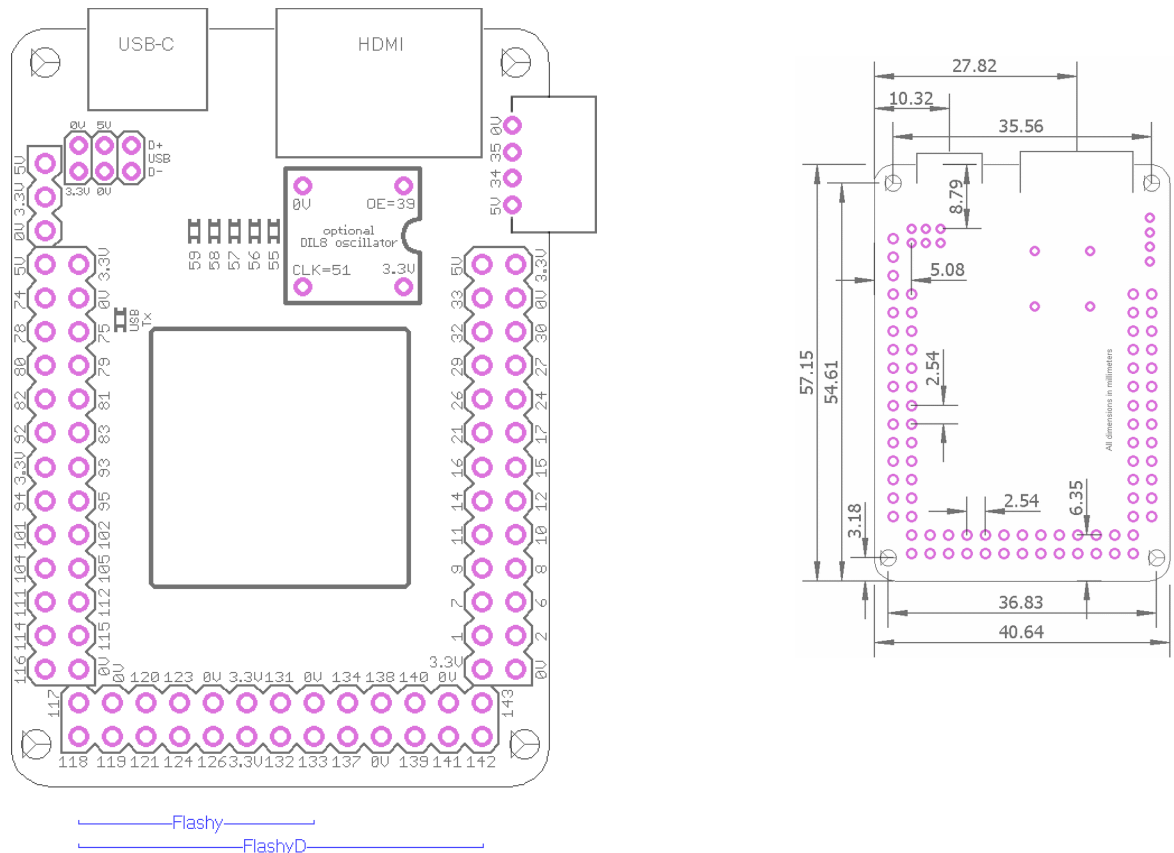 USB-C
HDMI
0V 5V
D+
USB
D-
3.3V 0V
5V
3.3V
0V
0V
35
34
5V
0V
OE=39
optional
DIL8 oscillator
CLK=51
3.3V
59 58 57 56 55
USB
Tx
5V 3.3V
74 0V
78 75
80 79
82 81
92 83
3.3V 93
94 95
101 102
104 105
111 112
114 115
116 0V
5V 3.3V
33 0V
32 30
29 27
26 24
21 17
16 15
14 12
11 10
9 8
7 6
1 2
3.3V 0V
117 0V 120 123 0V 3.3V 131 0V 134 138 140 0V 143
118 119 121 124 126 3.3V 132 133 137 0V 139 141 142
Flashy
FlashyD
27.82
10.32
35.56
8.79
5.08
57.15
54.61
2.54
All dimensions in millimeters
2.54
6.35
3.18
36.83
40.64